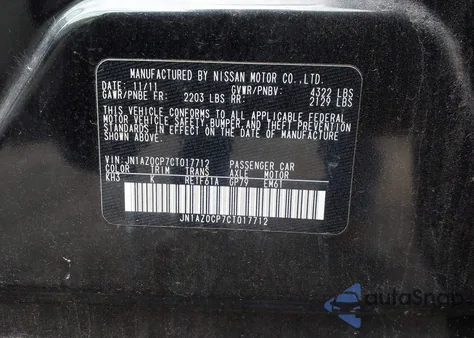 MANUFACTURED BY NISSAN MOTOR CO.,LTD.
DATE: 11/11 GVWR/PNBV: 4322 LBS
GAWR/PNBE FR: 2203 LBS RR: 2129 LBS
THIS VEHICLE CONFORMS TO ALL APPLICABLE FEDERAL
MOTOR VEHICLE SAFETY,BUMPER,AND THEFT PREVENTION
STANDARDS IN EFFECT ON THE DATE OF MANUFACTURE
SHOWN ABOVE.
VIN: JN1AZ0CP7CT017712 PASSENGER CAR
COLOR TRIM TRANS AXLE MOTOR
KH3 K RE1F61A GP79 EM61
JN1AZ0CP7CT017712
autoSnap